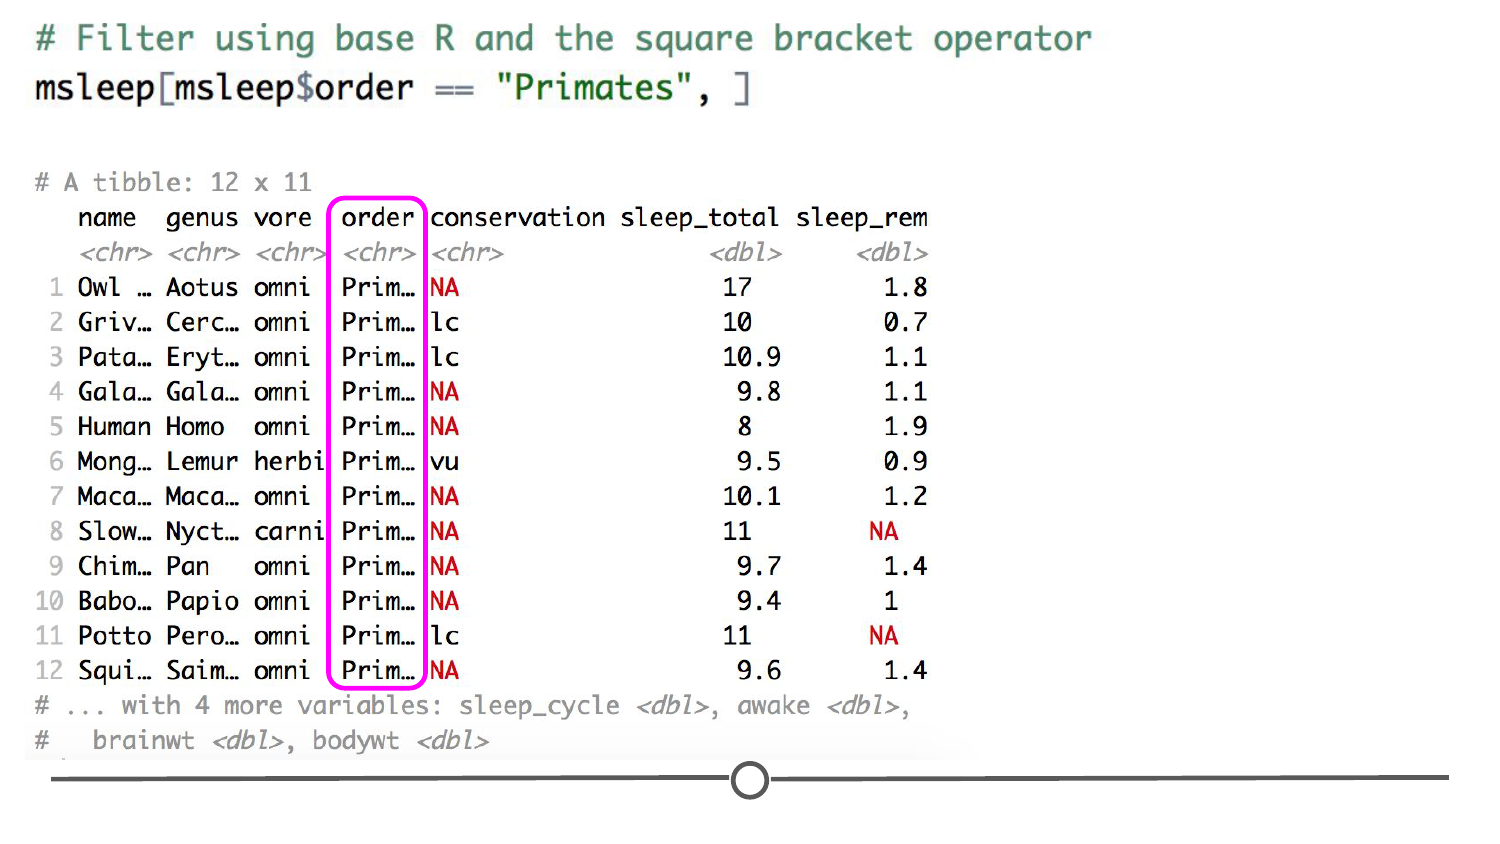 # Filter using base R and the square bracket operator
msleep[msleep$order == "Primates", ]
# A tibble: 12 x 11
name genus vore order conservation sleep_total sleep_rem
<chr> <chr> <chr> <chr> <chr> <dbl> <dbl>
1 Owl … Aotus omni Prim… NA 17 1.8
2 Griv… Cerc… omni Prim… lc 10 0.7
3 Pata… Eryt… omni Prim… lc 10.9 1.1
4 Gala… Gala… omni Prim… NA 9.8 1.1
5 Human Homo omni Prim… NA 8 1.9
6 Mong… Lemur herbi Prim… vu 9.5 0.9
7 Maca… Maca… omni Prim… NA 10.1 1.2
8 Slow… Nyct… carni Prim… NA 11 NA
9 Chim… Pan omni Prim… NA 9.7 1.4
10 Babo… Papio omni Prim… NA 9.4 1
11 Potto Pero… omni Prim… lc 11 NA
12 Squi… Saim… omni Prim… NA 9.6 1.4
# ... with 4 more variables: sleep_cycle <dbl>, awake <dbl>,
# brainwt <dbl>, bodywt <dbl>